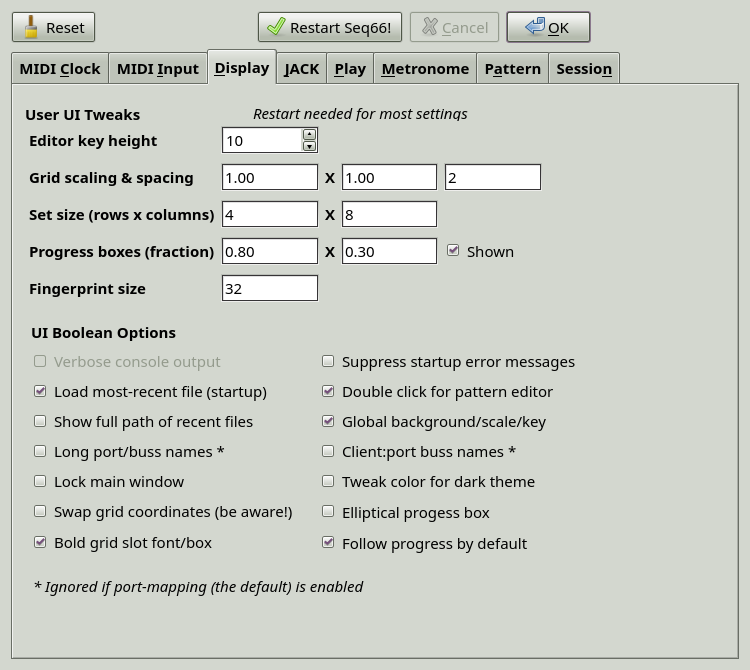 Reset Restart Seq66! Cancel OK
MIDI Clock MIDI Input Display JACK Play Metronome Pattern Session
User UI Tweaks Restart needed for most settings
Editor key height 10
Grid scaling & spacing 1.00 X 1.00 2
Set size (rows x columns) 4 X 8
Progress boxes (fraction) 0.80 X 0.30 Shown
Fingerprint size 32
UI Boolean Options
Verbose console output Suppress startup error messages
Load most-recent file (startup) Double click for pattern editor
Show full path of recent files Global background/scale/key
Long port/buss names * Client:port buss names *
Lock main window Tweak color for dark theme
Swap grid coordinates (be aware!) Elliptical progess box
Bold grid slot font/box Follow progress by default
* Ignored if port-mapping (the default) is enabled